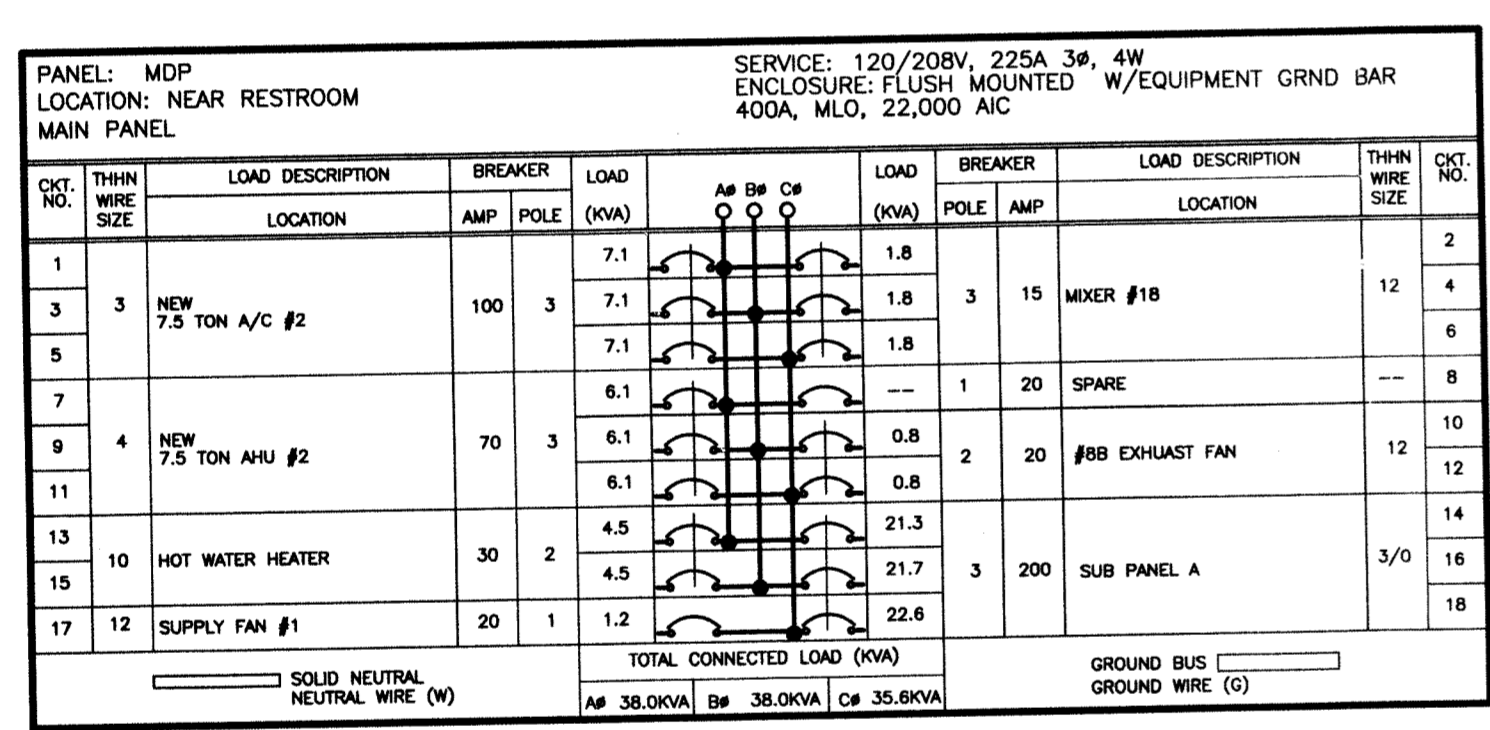 PANEL: MDP
LOCATION: NEAR RESTROOM
MAIN PANEL
SERVICE: 120/208V, 225A 3ø, 4W
ENCLOSURE: FLUSH MOUNTED W/EQUIPMENT GRND BAR
400A, MLO, 22,000 AIC
CKT. NO. THHN WIRE SIZE LOAD DESCRIPTION LOCATION BREAKER AMP POLE LOAD (KVA) Aø Bø Cø LOAD (KVA) BREAKER POLE AMP LOAD DESCRIPTION LOCATION THHN WIRE SIZE CKT. NO.
1 7.1 1.8 2
3 3 NEW 7.5 TON A/C #2 100 3 7.1 1.8 3 15 MIXER #18 12 4
5 7.1 1.8 6
7 6.1 -- 1 20 SPARE -- 8
9 4 NEW 7.5 TON AHU #2 70 3 6.1 0.8 2 20 #8B EXHUAST FAN 12 10
11 6.1 0.8 12
13 10 HOT WATER HEATER 30 2 4.5 21.3 14
15 4.5 21.7 3 200 SUB PANEL A 3/0 16
17 12 SUPPLY FAN #1 20 1 1.2 22.6 18
SOLID NEUTRAL
NEUTRAL WIRE (W)
TOTAL CONNECTED LOAD (KVA)
Aø 38.0KVA Bø 38.0KVA Cø 35.6KVA
GROUND BUS
GROUND WIRE (G)